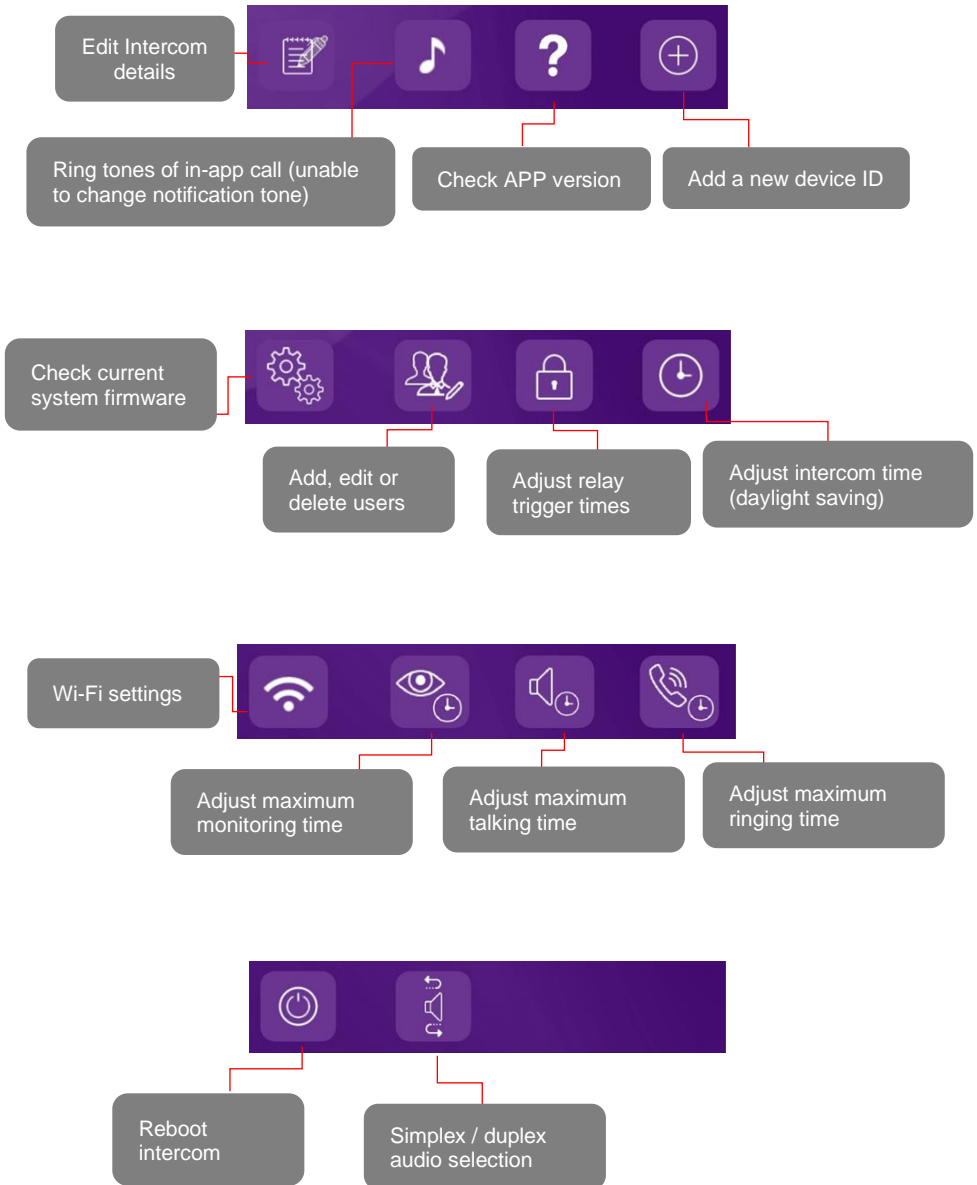 Edit Intercom
details
Ring tones of in-app call (unable
to change notification tone)
Check APP version
Add a new device ID
Check current
system firmware
Add, edit or
delete users
Adjust relay
trigger times
Adjust intercom time
(daylight saving)
Wi-Fi settings
Adjust maximum
monitoring time
Adjust maximum
talking time
Adjust maximum
ringing time
Reboot
intercom
Simplex / duplex
audio selection